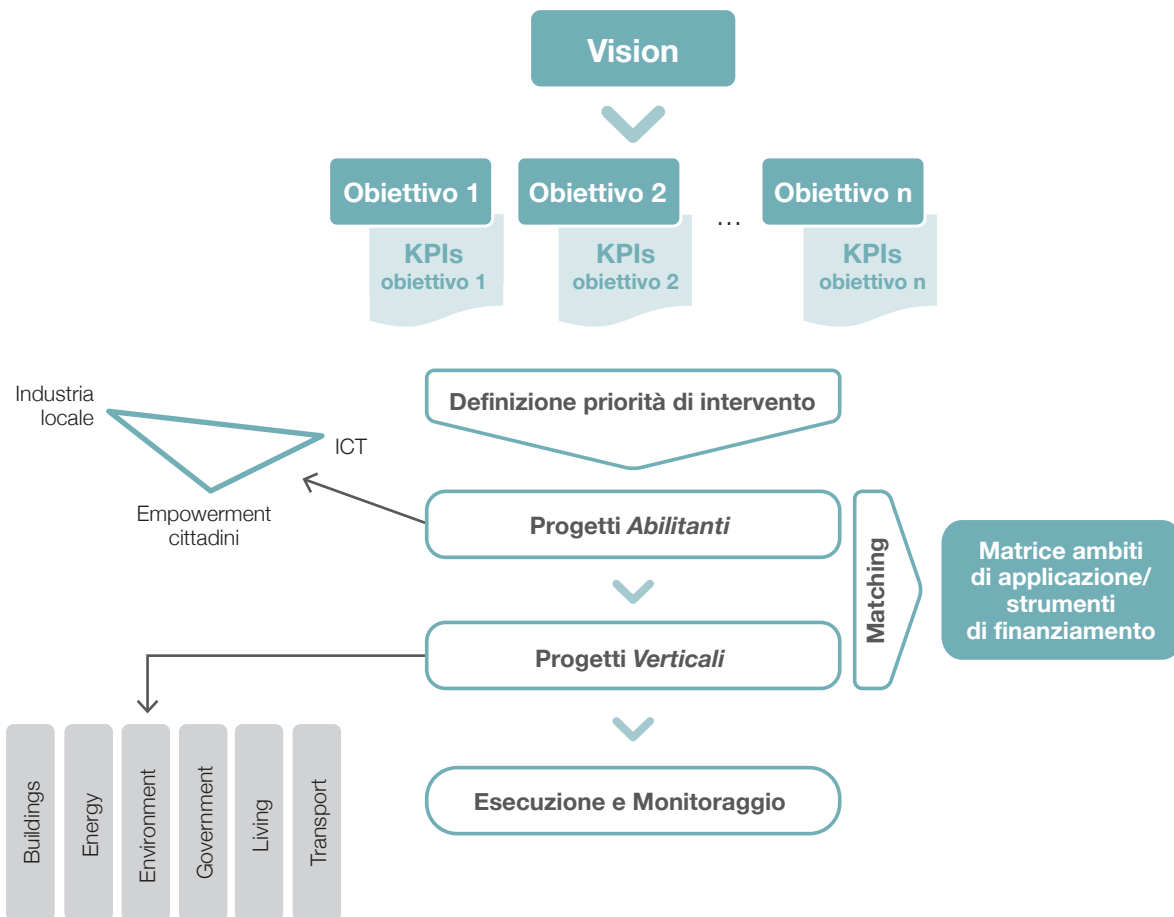 Vision
Obiettivo 1
Obiettivo 2
...
Obiettivo n
KPIs
obiettivo 1
KPIs
obiettivo 2
KPIs
obiettivo n
Definizione priorità di intervento
Industria
locale
ICT
Empowerment
cittadini
Progetti Abilitanti
Progetti Verticali
Matching
Matrice ambiti
di applicazione/
strumenti
di finanziamento
Buildings
Energy
Environment
Government
Living
Transport
Esecuzione e Monitoraggio